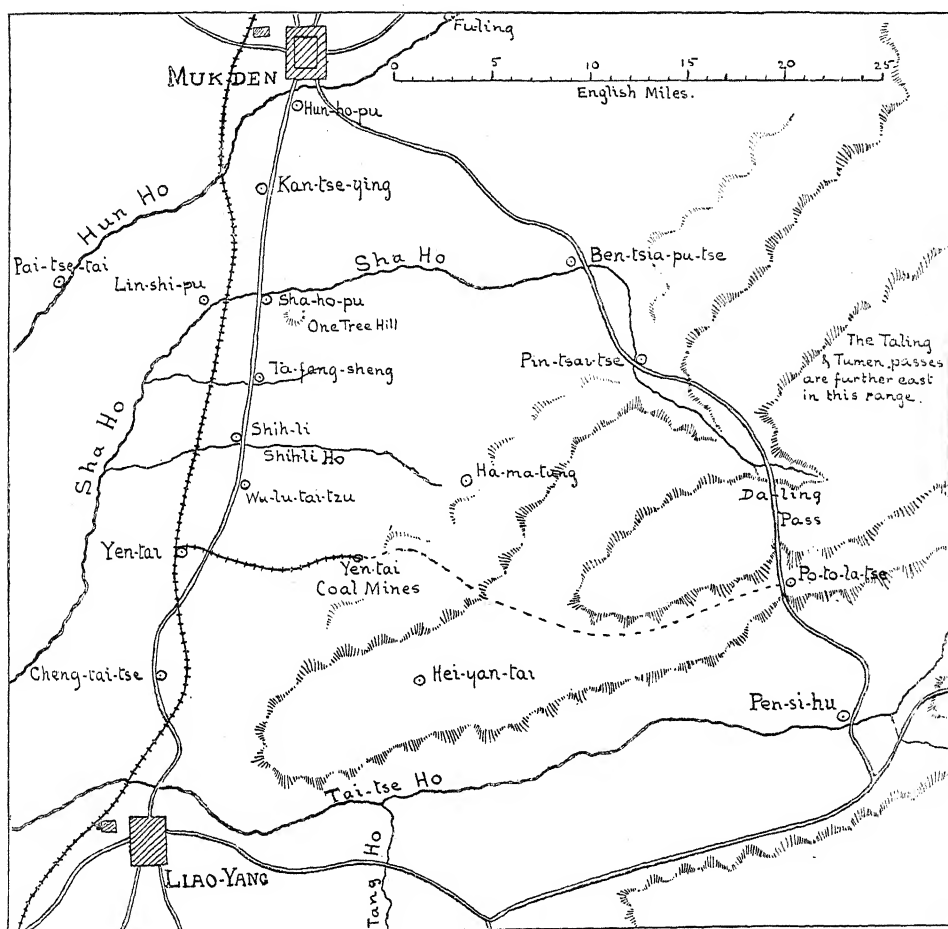 Fuling
MUKDEN
0 5 10 15 20 25
English Miles.
Hun-ho-pu
Kan-tse-ying
Hun Ho
Pai-tse-tai
Sha Ho
Ben-tsia-pu-tse
Lin-shi-pu
Sha-ho-pu
One Tree Hill
Pin-tsai-tse
The Taling
& Tumen, passes
are further east
in this range.
Ta-fang-sheng
Sha Ho
Shih-li
Shih-li Ho
Ha-ma-tung
Wu-lu-tai-tzu
Da-ling
Pass
Yen-tai
Yen-tai
Coal Mines
Po-to-la-tse
Cheng-tai-tse
Hei-yan-tai
Pen-si-hu
Tai-tse Ho
LIAO-YANG
Tang Ho